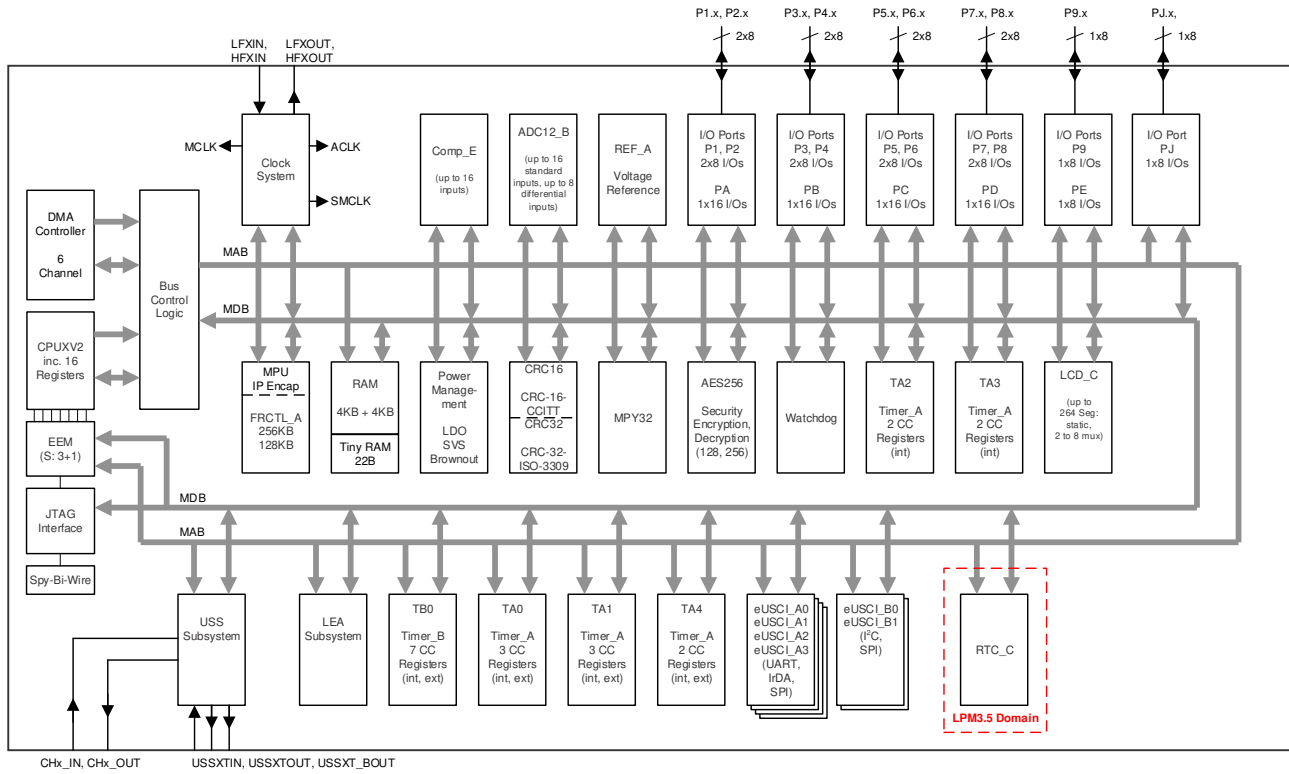 P1.x, P2.x
2x8
P3.x, P4.x
2x8
P5.x, P6.x
2x8
P7.x, P8.x
2x8
P9.x
1x8
PJ.x,
1x8
LFXIN,
HFXIN
LFXOUT,
HFXOUT
MCLK
Clock
System
ACLK
SMCLK
Comp_E
(up to 16
inputs)
ADC12_B
(up to 16
standard
inputs, up to 8
differential
inputs)
REF_A
Voltage
Reference
I/O Ports
P1, P2
2x8 I/Os
PA
1x16 I/Os
I/O Ports
P3, P4
2x8 I/Os
PB
1x16 I/Os
I/O Ports
P5, P6
2x8 I/Os
PC
1x16 I/Os
I/O Ports
P7, P8
2x8 I/Os
PD
1x16 I/Os
I/O Ports
P9
1x8 I/Os
PE
1x8 I/Os
I/O Port
PJ
1x8 I/Os
DMA
Controller
6
Channel
Bus
Control
Logic
MAB
MDB
CPUXV2
inc. 16
Registers
MPU
IP Encap
FRCTL_A
256KB
128KB
RAM
4KB + 4KB
Tiny RAM
22B
Power
Manage-
ment
LDO
SVS
Brownout
CRC16
CRC-16-
CCITT
CRC32
CRC-32-
ISO-3309
MPY32
AES256
Security
Encryption,
Decryption
(128, 256)
Watchdog
TA2
Timer_A
2 CC
Registers
(int)
TA3
Timer_A
2 CC
Registers
(int)
LCD_C
(up to
264 Seg:
static,
2 to 8 mux)
EEM
(S: 3+1)
JTAG
Interface
Spy-Bi-Wire
MDB
MAB
USS
Subsystem
LEA
Subsystem
TB0
Timer_B
7 CC
Registers
(int, ext)
TA0
Timer_A
3 CC
Registers
(int, ext)
TA1
Timer_A
3 CC
Registers
(int, ext)
TA4
Timer_A
2 CC
Registers
(int, ext)
eUSCI_A0
eUSCI_A1
eUSCI_A2
eUSCI_A3
(UART,
IrDA,
SPI)
eUSCI_B0
eUSCI_B1
(I²C,
SPI)
RTC_C
LPM3.5 Domain
CHx_IN, CHx_OUT
USSXTIN, USSXTOUT, USSXT_BOUT